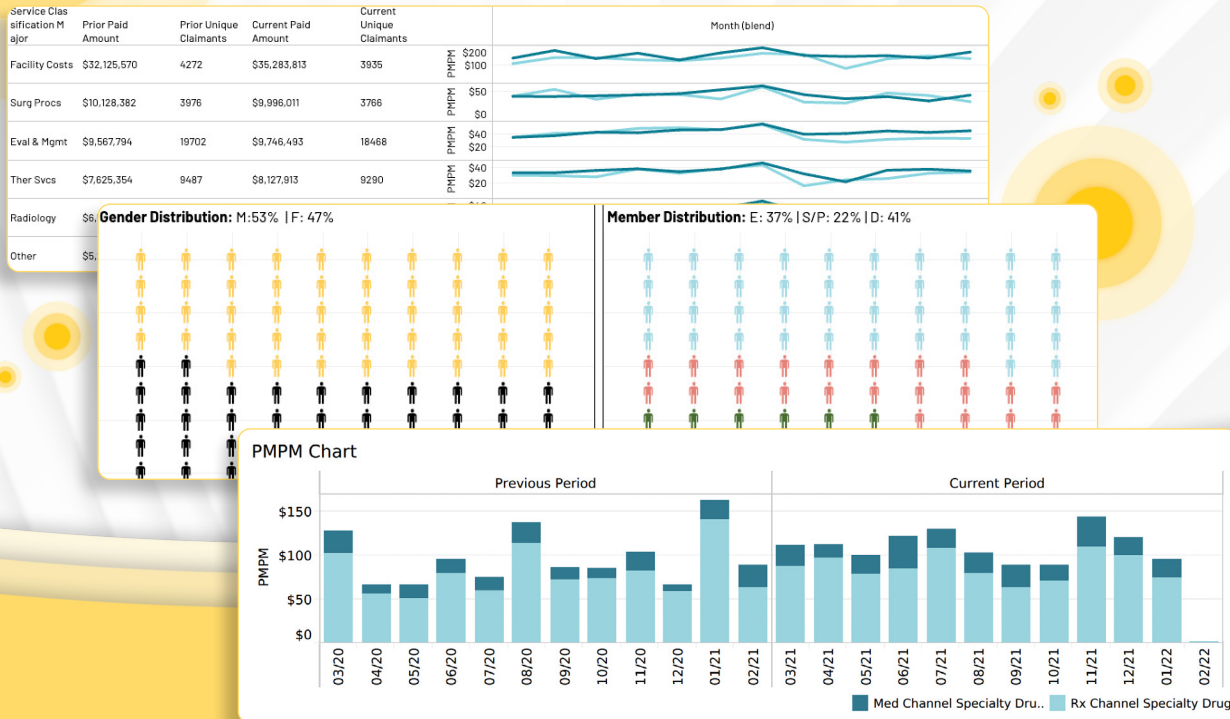 Service Clas
sification M
ajor
Prior Paid
Amount
Prior Unique
Claimants
Current Paid
Amount
Current
Unique
Claimants
Month (blend)
Facility Costs $32,125,570 4272 $35,283,813 3935 PMPM $200 $100
Surg Procs $10,128,382 3976 $9,996,011 3766 PMPM $50 $0
Eval & Mgmt $9,567,794 19702 $9,746,493 18468 PMPM $40 $20
Ther Svcs $7,625,354 9487 $8,127,913 9290 PMPM $40 $20
Radiology $6,
Other $5,
Gender Distribution: M:53% | F: 47%
Member Distribution: E: 37% | S/P: 22% | D: 41%
PMPM Chart
Previous Period Current Period
PMPM
$150
$100
$50
$0
03/20 04/20 05/20 06/20 07/20 08/20 09/20 10/20 11/20 12/20 01/21 02/21 03/21 04/21 05/21 06/21 07/21 08/21 09/21 10/21 11/21 12/21 01/22 02/22
Med Channel Specialty Dru.. Rx Channel Specialty Drug